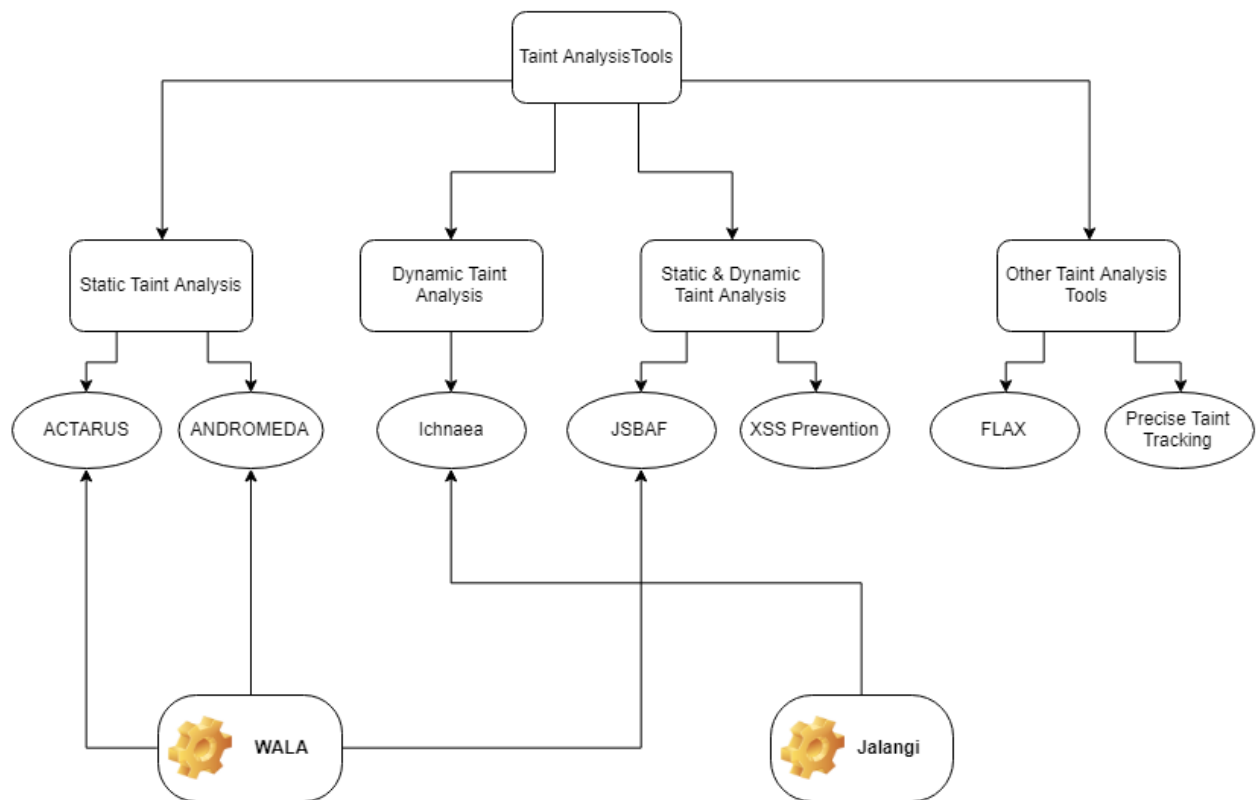 Taint AnalysisTools
Static Taint Analysis
Dynamic Taint
Analysis
Static & Dynamic
Taint Analysis
Other Taint Analysis
Tools
ACTARUS
ANDROMEDA
Ichnaea
JSBAF
XSS Prevention
FLAX
Precise Taint
Tracking
WALA
Jalangi